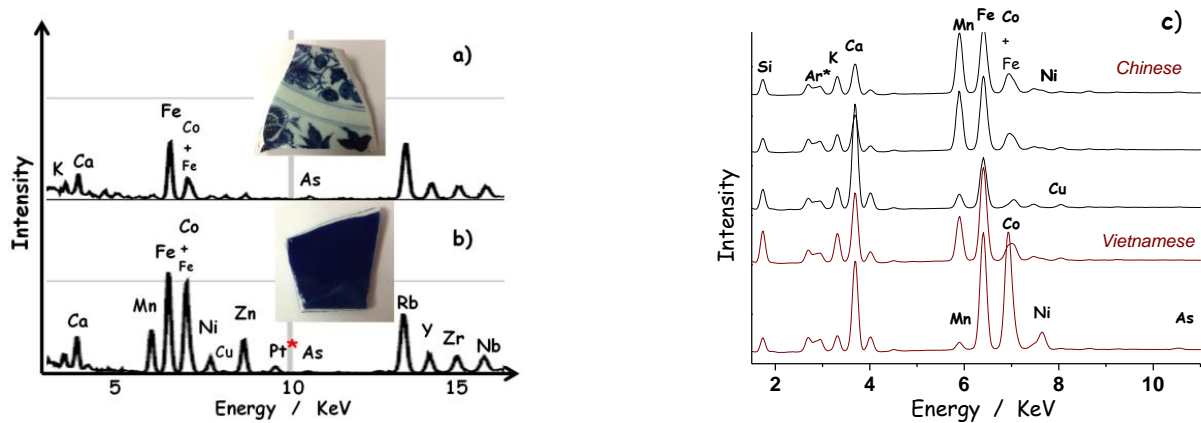 a)
Fe
Co
+
Fe
K Ca
As
b)
Co
+
Fe
Fe
Mn
Ca
Ni
Cu
Zn
Pt
*
As
Rb
Y
Zr
Nb
Intensity
5 10 15
Energy / KeV
c)
Fe
Mn
Co
+
Fe
Ca
K
Ar*
Si
Ni
Chinese
Cu
Co
Vietnamese
Mn
Ni
As
Intensity
2 4 6 8 10
Energy / KeV